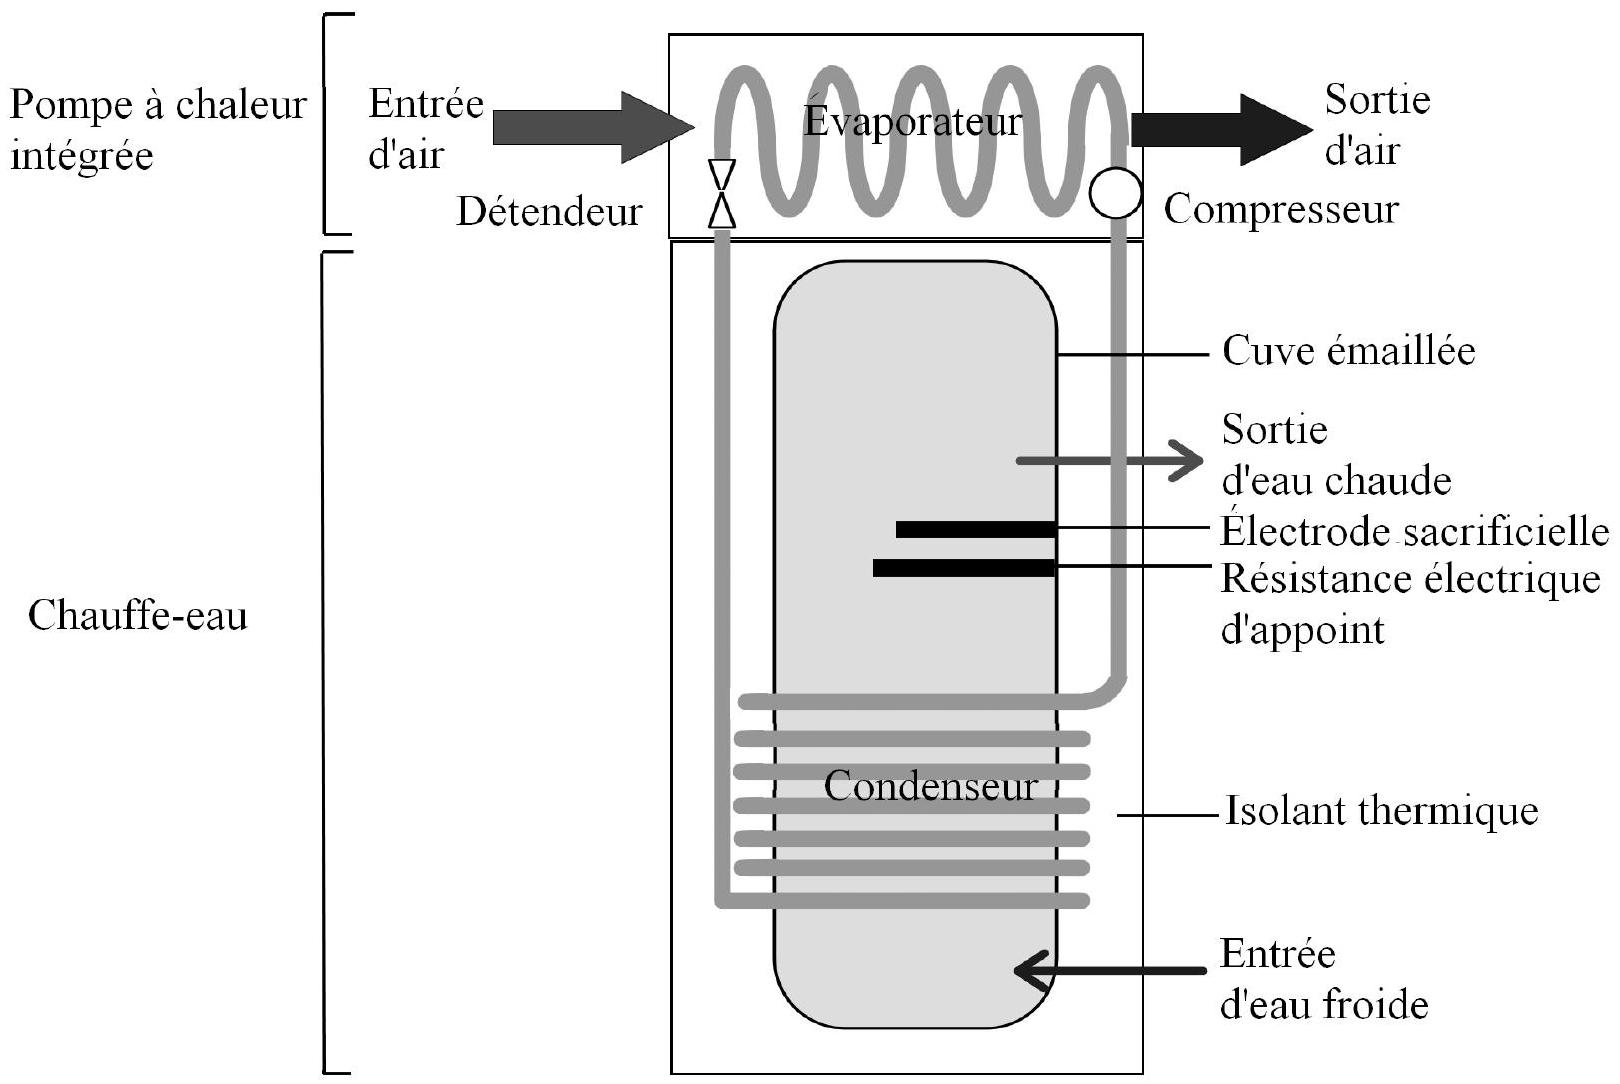 Pompe à chaleur
intégrée
Entrée
d'air
Évaporateur
Sortie
d'air
Détendeur
Compresseur
Cuve émaillée
Sortie
d'eau chaude
Électrode sacrificielle
Résistance électrique
d'appoint
Chauffe-eau
Condenseur
Isolant thermique
Entrée
d'eau froide